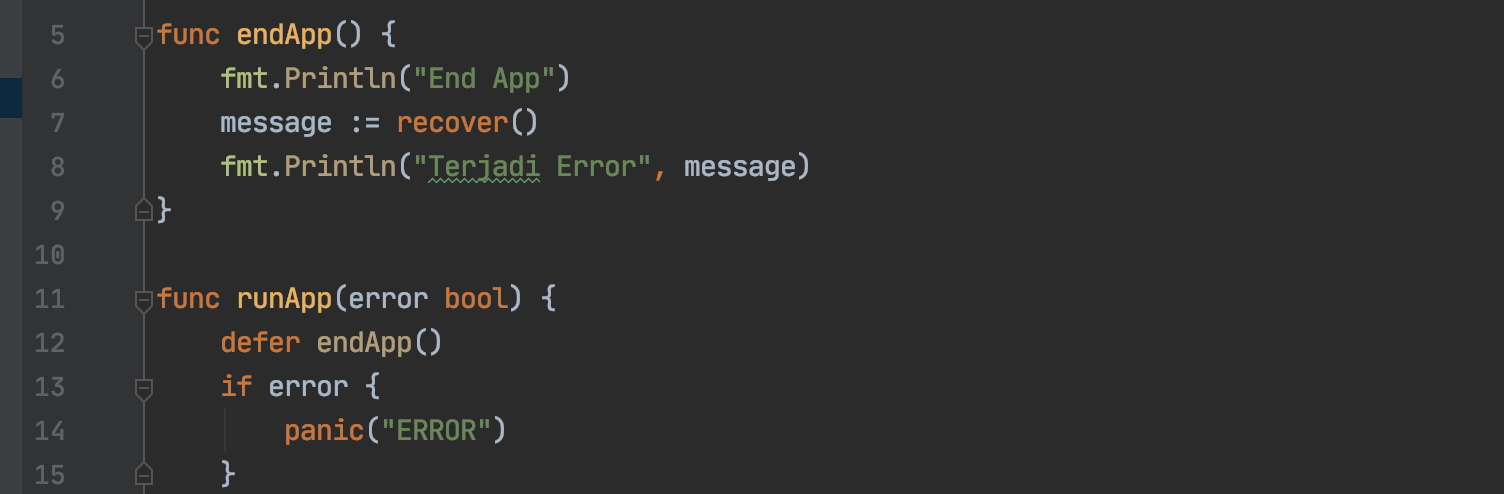 5 func endApp() {
6 fmt.Println("End App")
7 message := recover()
8 fmt.Println("Terjadi Error", message)
9 }
10
11 func runApp(error bool) {
12 defer endApp()
13 if error {
14 panic("ERROR")
15 }